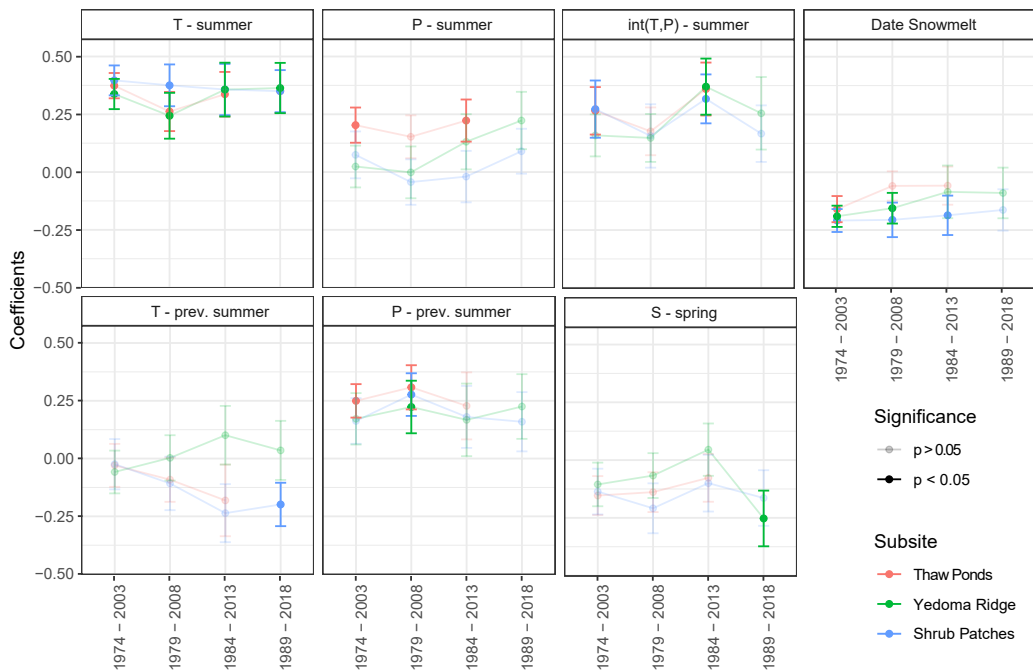 T - summer
P - summer
int(T,P) - summer
Date Snowmelt
0.50
0.25
0.00
−0.25
−0.50
T - prev. summer
P - prev. summer
S - spring
1974 − 2003
1979 − 2008
1984 − 2013
1989 − 2018
Coefficients
0.50
0.25
0.00
−0.25
−0.50
1974 − 2003
1979 − 2008
1984 − 2013
1989 − 2018
1974 − 2003
1979 − 2008
1984 − 2013
1989 − 2018
1974 − 2003
1979 − 2008
1984 − 2013
1989 − 2018
Significance
p > 0.05
p < 0.05
Subsite
Thaw Ponds
Yedoma Ridge
Shrub Patches